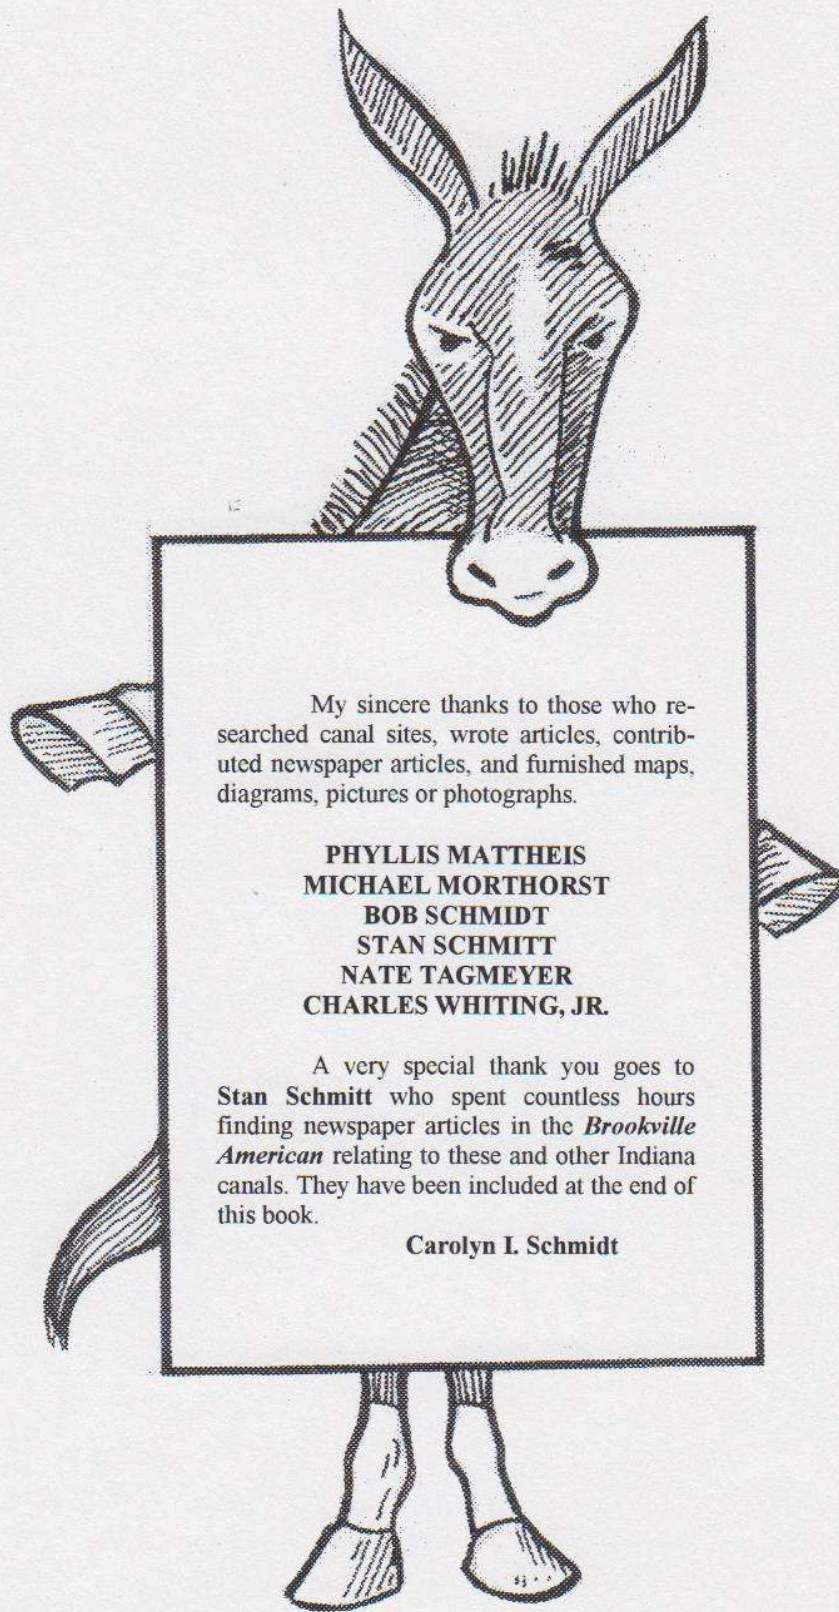 My sincere thanks to those who re-
searched canal sites, wrote articles, contrib-
uted newspaper articles, and furnished maps,
diagrams, pictures or photographs.
PHYLLIS MATTHEIS
MICHAEL MORTHORST
BOB SCHMIDT
STAN SCHMITT
NATE TAGMEYER
CHARLES WHITING, JR.
A very special thank you goes to
Stan Schmitt who spent countless hours
finding newspaper articles in the Brookville
American relating to these and other Indiana
canals. They have been included at the end of
this book.
Carolyn I. Schmidt